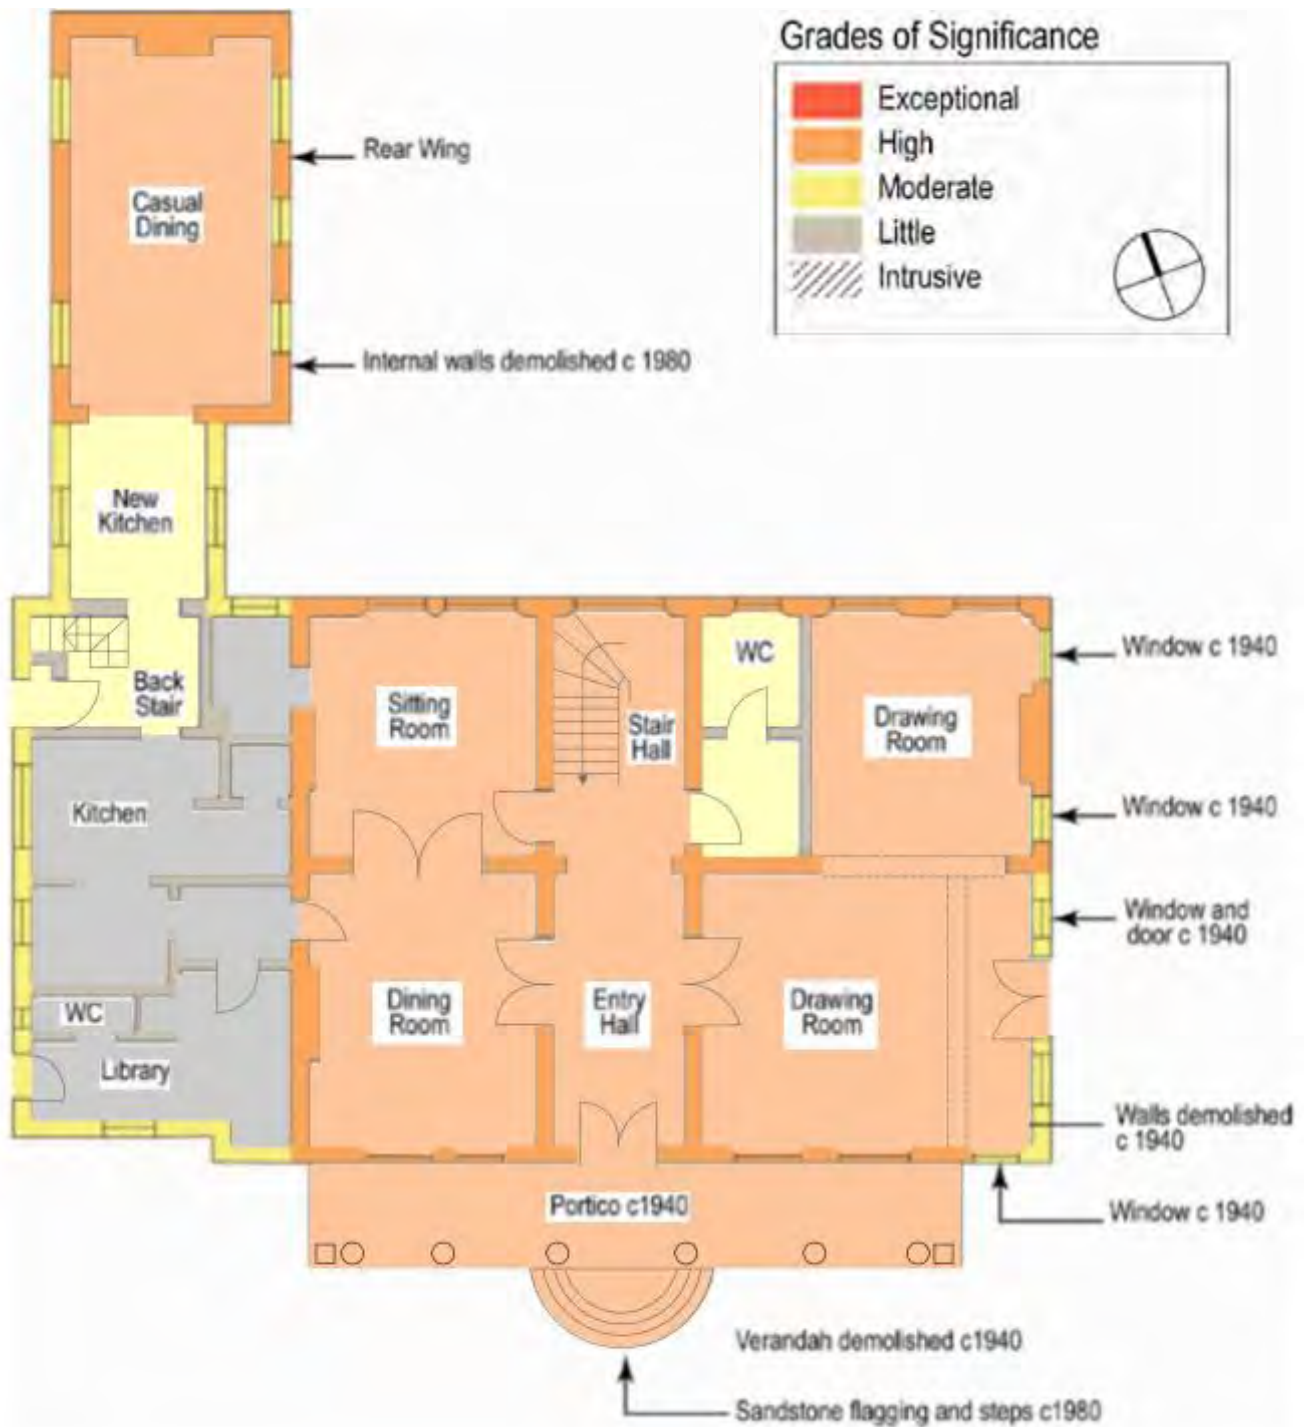 Grades of Significance
Exceptional
High
Moderate
Little
Intrusive
Rear Wing
Casual
Dining
Internal walls demolished c 1980
New
Kitchen
Back
Stair
Sitting
Room
Stair
Hall
WC
Drawing
Room
Window c 1940
Kitchen
Window c 1940
Window and
door c 1940
WC
Library
Dining
Room
Entry
Hall
Drawing
Room
Walls demolished
c 1940
Portico c1940
Window c 1940
Verandah demolished c1940
Sandstone flagging and steps c1980